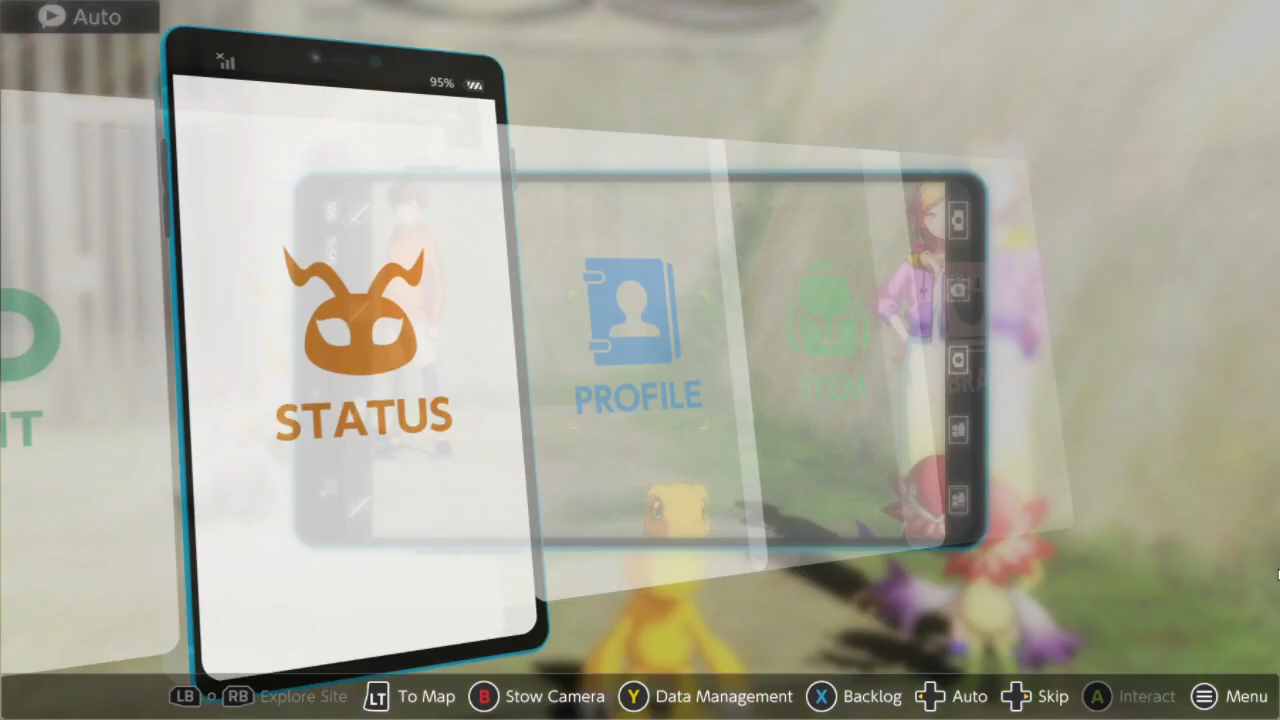 Auto
95%
STATUS
PROFILE
ITEM
IT
LB RB Explore Site LT To Map B Stow Camera Y Data Management X Backlog Auto Skip A Interact Menu